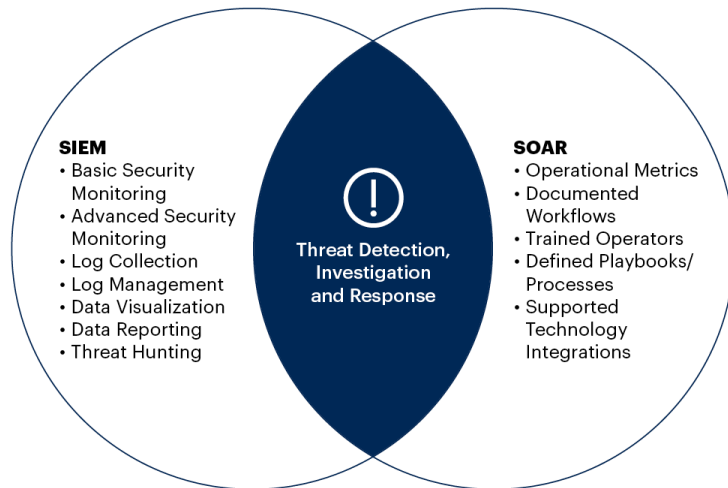 SIEM
• Basic Security
Monitoring
• Advanced Security
Monitoring
• Log Collection
• Log Management
• Data Visualization
• Data Reporting
• Threat Hunting
Threat Detection,
Investigation
and Response
SOAR
• Operational Metrics
• Documented
Workflows
• Trained Operators
• Defined Playbooks/
Processes
• Supported
Technology
Integrations